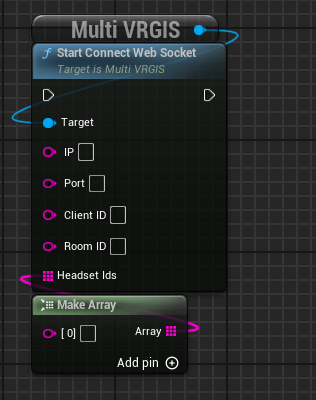 Multi VRGIS
f Start Connect Web Socket
Target is Multi VRGIS
Target
IP
Port
Client ID
Room ID
Headset Ids
Make Array
[ 0] Array
Add pin